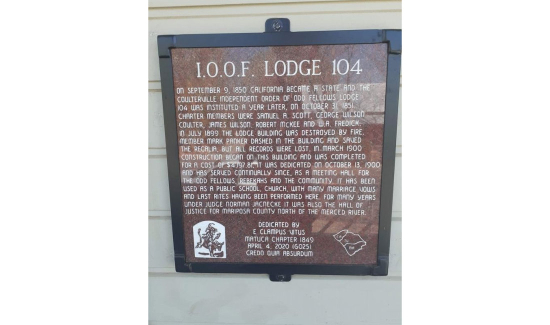 I.O.O.F. LODGE 104
ON SEPTEMBER 9, 1850 CALIFORNIA BECAME A STATE AND THE
COULTERVILLE INDEPENDENT ORDER OF ODD FELLOWS LODGE
104 WAS INSTITUTED A YEAR LATER, ON OCTOBER 31, 1851.
CHARTER MEMBERS WERE SAMUEL A. SCOTT, GEORGE WILSON
COULTER, JAMES WILSON, ROBERT MCKEE AND D.A. FREDICK.
IN JULY 1899 THE LODGE BUILDING WAS DESTROYED BY FIRE.
MEMBER MARK PARKER DASHED IN THE BUILDING AND SAVED
THE REGALIA, BUT ALL RECORDS WERE LOST. IN MARCH 1900
CONSTRUCTION BEGAN ON THIS BUILDING AND WAS COMPLETED
FOR A COST OF IT WAS DEDICATED ON OCTOBER 13, 1900
AND HAS SERVED CONTINUALLY SINCE, AS A MEETING HALL FOR
THE ODD FELLOWS, REBEKAHS AND THE COMMUNITY. IT HAS BEEN
USED AS A PUBLIC SCHOOL, CHURCH, WITH MANY MARRIAGE VOWS
AND LAST RITES HAVING BEEN PERFORMED HERE. FOR MANY YEARS
UNDER JUDGE NORMAN IT WAS ALSO THE HALL OF
JUSTICE FOR MARIPOSA COUNTY NORTH OF THE MERCED RIVER.
DEDICATED BY
E CLAMPUS VITUS
MATUCA CHAPTER 1849
APRIL 4, 2020 (6025)
CREDO QUIA ABSURDUM